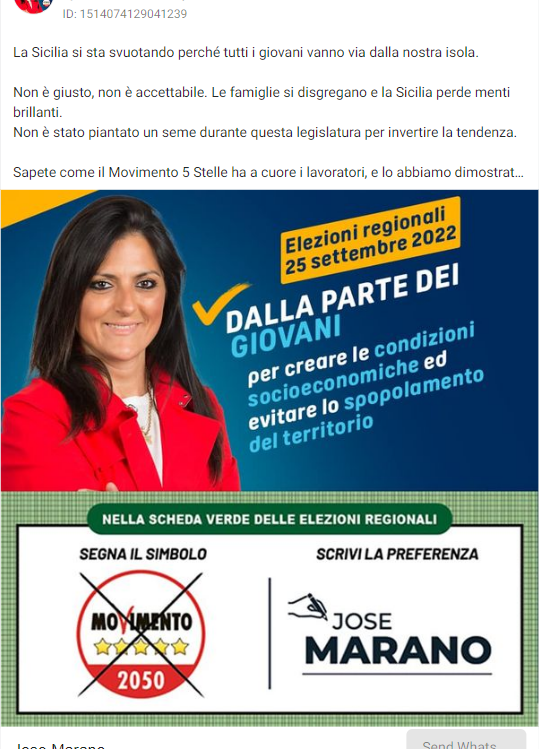 ID: 1514074129041239
La Sicilia si sta svuotando perché tutti i giovani vanno via dalla nostra isola.
Non è giusto, non è accettabile. Le famiglie si disgregano e la Sicilia perde menti
brillanti.
Non è stato piantato un seme durante questa legislatura per invertire la tendenza.
Sapete come il Movimento 5 Stelle ha a cuore i lavoratori, e lo abbiamo dimostrat...
Elezioni regionali
25 settembre 2022
DALLA PARTE DEI
GIOVANI
per creare le condizioni
socioeconomiche ed
evitare lo spopolamento
del territorio
NELLA SCHEDA VERDE DELLE ELEZIONI REGIONALI
SEGNA IL SIMBOLO
SCRIVI LA PREFERENZA
MOVIMENTO
2050
JOSE
MARANO
Jose Marano
Send Whats